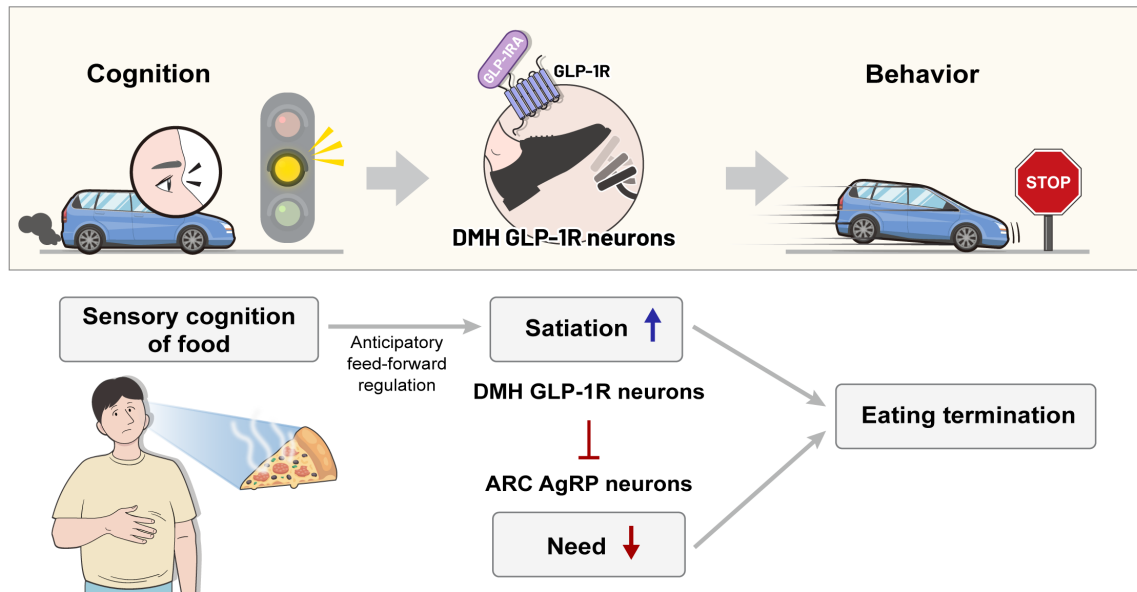 Cognition
GLP-1RA
GLP-1R
DMH GLP-1R neurons
Behavior
STOP
Sensory cognition
of food
Anticipatory
feed-forward
regulation
Satiation
DMH GLP-1R neurons
ARC AgRP neurons
Need
Eating termination